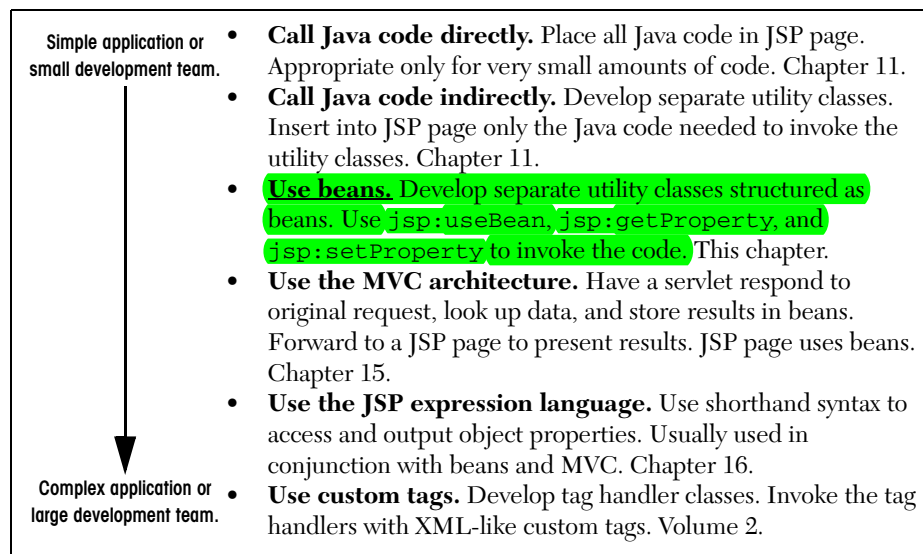 Simple application or
small development team.
• Call Java code directly. Place all Java code in JSP page.
Appropriate only for very small amounts of code. Chapter 11.
• Call Java code indirectly. Develop separate utility classes.
Insert into JSP page only the Java code needed to invoke the
utility classes. Chapter 11.
• Use beans. Develop separate utility classes structured as
beans. Use jsp:useBean, jsp:getProperty, and
jsp:setProperty to invoke the code. This chapter.
• Use the MVC architecture. Have a servlet respond to
original request, look up data, and store results in beans.
Forward to a JSP page to present results. JSP page uses beans.
Chapter 15.
• Use the JSP expression language. Use shorthand syntax to
access and output object properties. Usually used in
conjunction with beans and MVC. Chapter 16.
Complex application or
large development team.
• Use custom tags. Develop tag handler classes. Invoke the tag
handlers with XML-like custom tags. Volume 2.